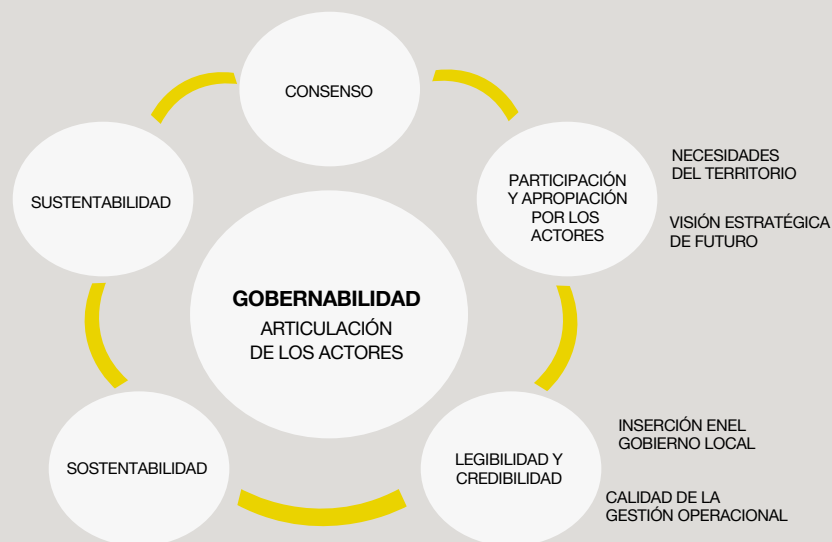 CONSENSO
PARTICIPACIÓN
Y APROPIACIÓN
POR LOS
ACTORES
NECESIDADES
DEL TERRITORIO
VISIÓN ESTRATÉGICA
DE FUTURO
SUSTENTABILIDAD
GOBERNABILIDAD
ARTICULACIÓN
DE LOS ACTORES
SOSTENTABILIDAD
LEGIBILIDAD Y
CREDIBILIDAD
INSERCIÓN ENEL
GOBIERNO LOCAL
CALIDAD DE LA
GESTIÓN OPERACIONAL